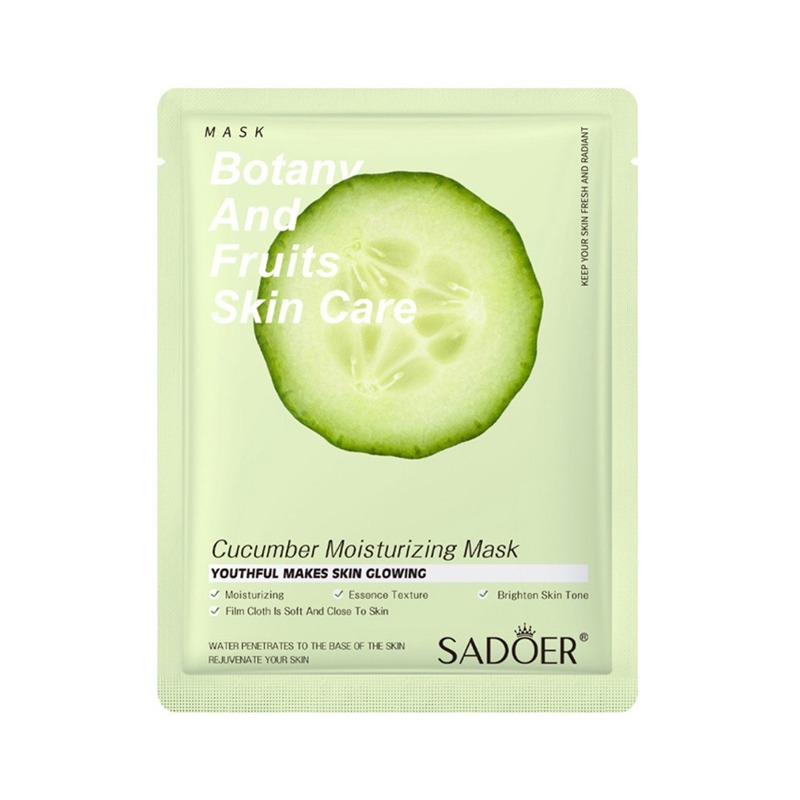 MASK
Botany
And
Fruits
Skin Care
KEEP YOUR SKIN FRESH AND RADIANT
Cucumber Moisturizing Mask
YOUTHFUL MAKES SKIN GLOWING
✓ Moisturizing ✓ Essence Texture ✓ Brighten Skin Tone
✓ Film Cloth Is Soft And Close To Skin
WATER PENETRATES TO THE BASE OF THE SKIN
REJUVENATE YOUR SKIN
SADOER®